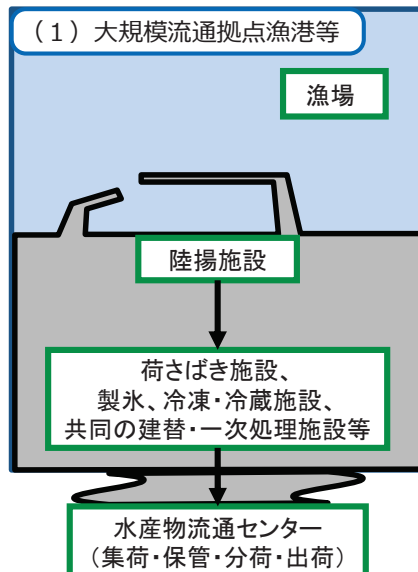 （1）大規模流通拠点漁港等
漁場
陸揚施設
荷さばき施設、
製氷、冷凍・冷蔵施設、
共同の建替・一次処理施設等
水産物流通センター
（集荷・保管・分荷・出荷）